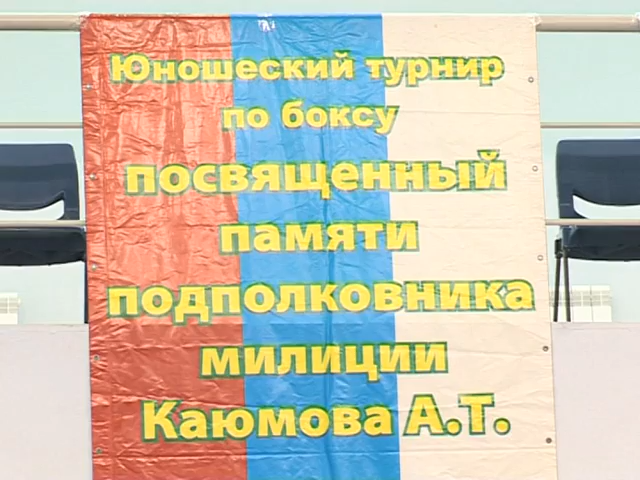 Юношеский турнир
по боксу
посвященный
памяти
подполковника
милиции
Каюмова А.Т.